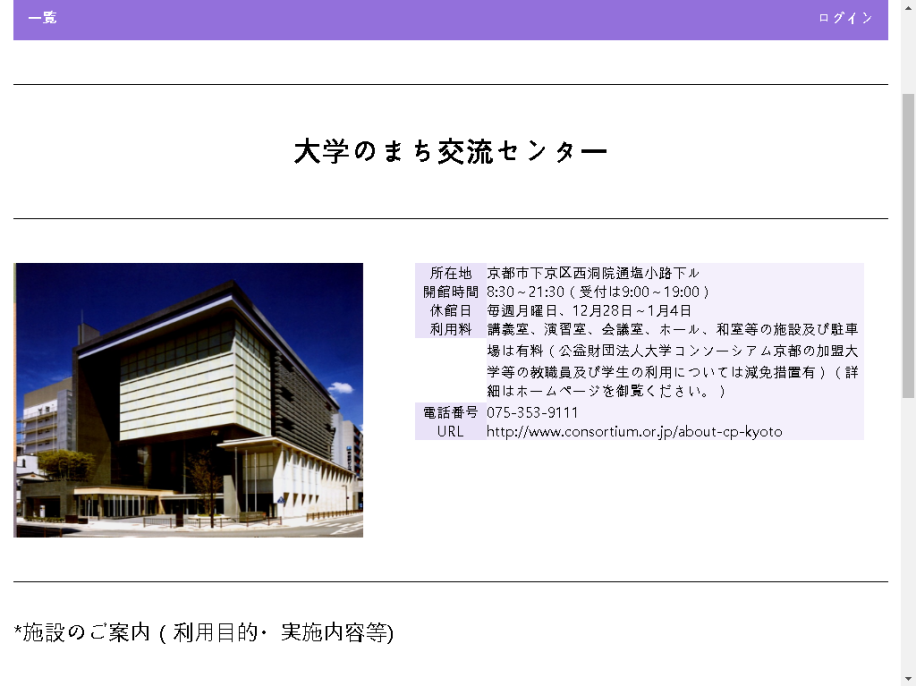 一覧
ログイン
大学のまち交流センター
所在地 京都市下京区西洞院通塩小路下ル
開館時間 8:30～21:30（受付は9:00～19:00）
休館日 毎週月曜日、12月28日～1月4日
利用料 講義室、演習室、会議室、ホール、和室等の施設及び駐車
場は有料（公益財団法人大学コンソーシアム京都の加盟大
学等の教職員及び学生の利用については減免措置有）（詳
細はホームページを御覧ください。）
電話番号 075-353-9111
URL http://www.consortium.or.jp/about-cp-kyoto
*施設のご案内（利用目的・実施内容等)